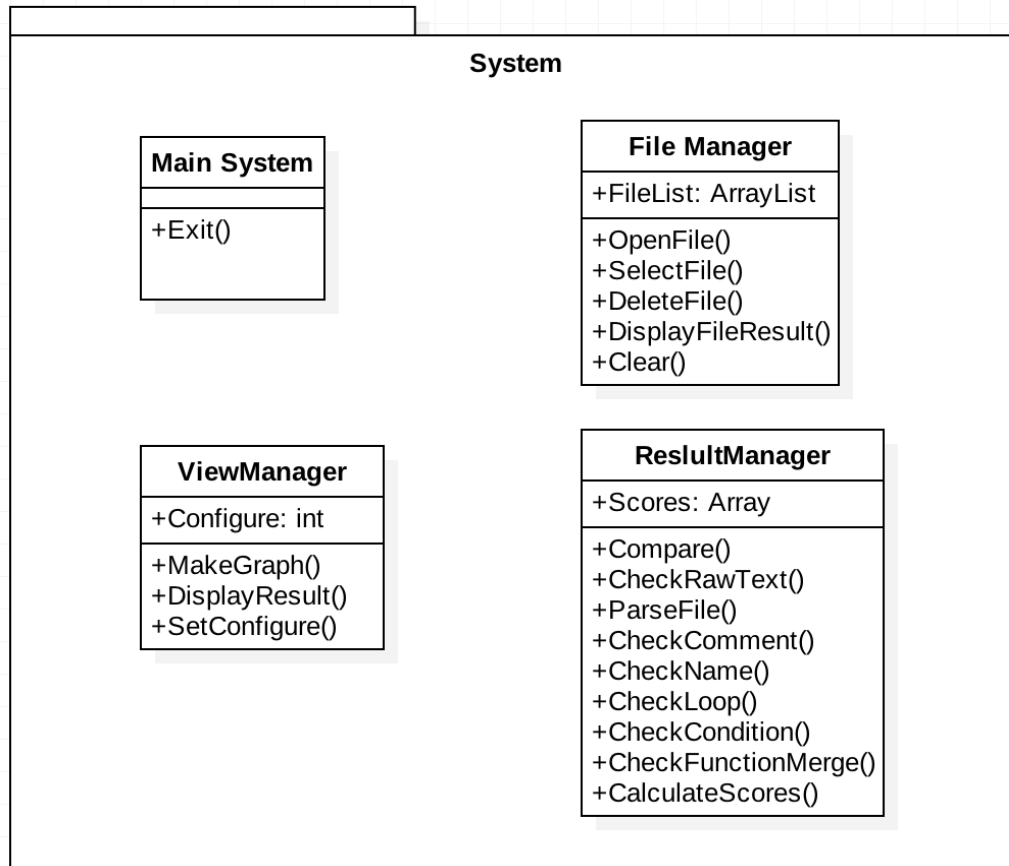 System
Main System
+Exit()
File Manager
+FileList: ArrayList
+OpenFile()
+SelectFile()
+DeleteFile()
+DisplayFileResult()
+Clear()
ViewManager
+Configure: int
+MakeGraph()
+DisplayResult()
+SetConfigure()
ReslultManager
+Scores: Array
+Compare()
+CheckRawText()
+ParseFile()
+CheckComment()
+CheckName()
+CheckLoop()
+CheckCondition()
+CheckFunctionMerge()
+CalculateScores()